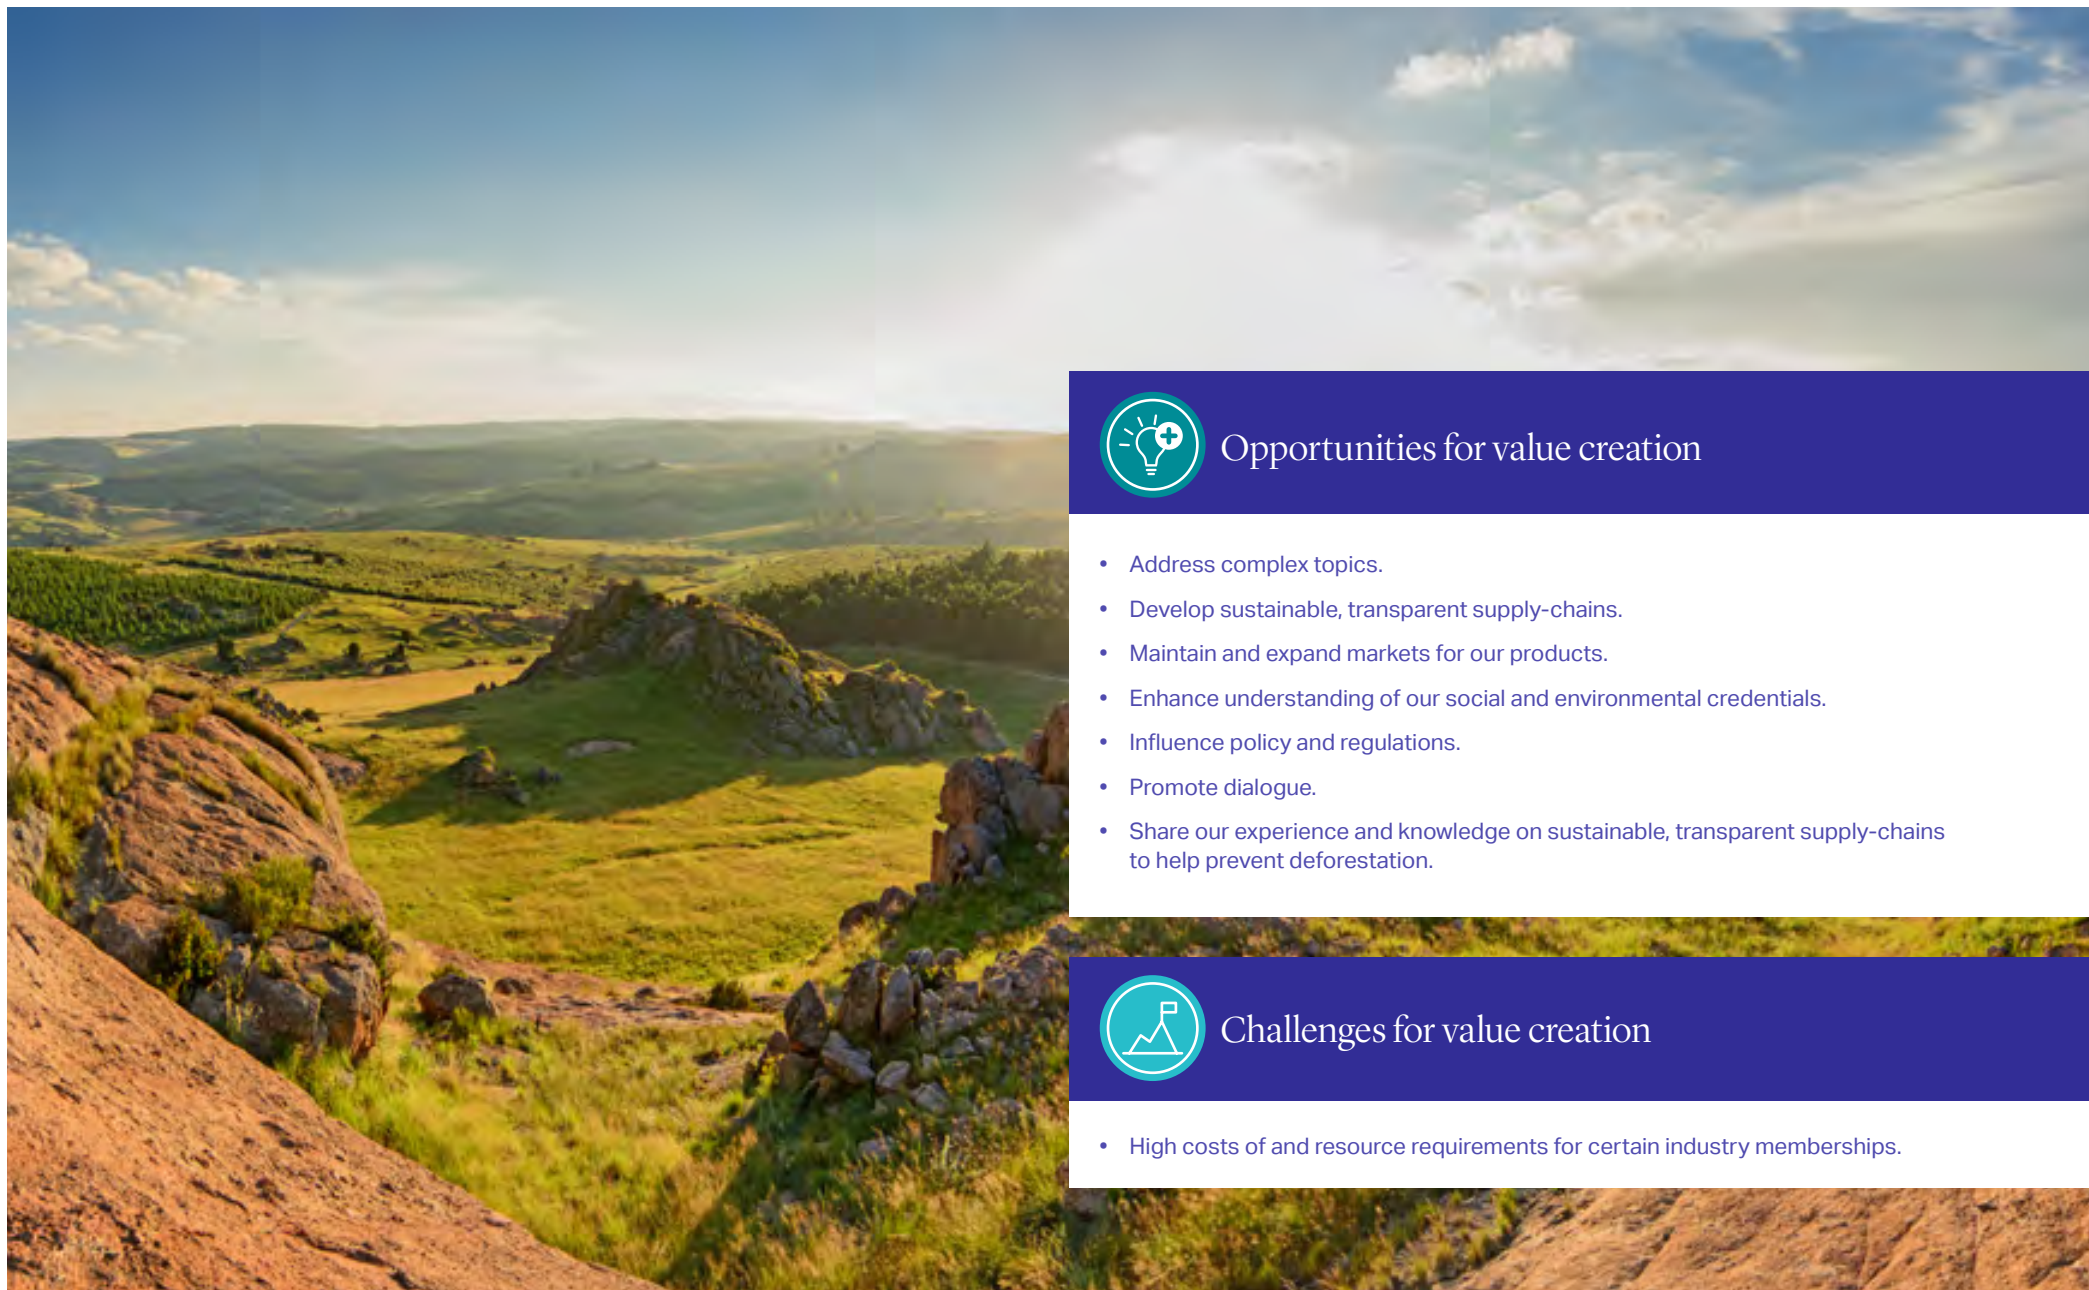 Opportunities for value creation
• Address complex topics.
• Develop sustainable, transparent supply-chains.
• Maintain and expand markets for our products.
• Enhance understanding of our social and environmental credentials.
• Influence policy and regulations.
• Promote dialogue.
• Share our experience and knowledge on sustainable, transparent supply-chains
to help prevent deforestation.
Challenges for value creation
• High costs of and resource requirements for certain industry memberships.